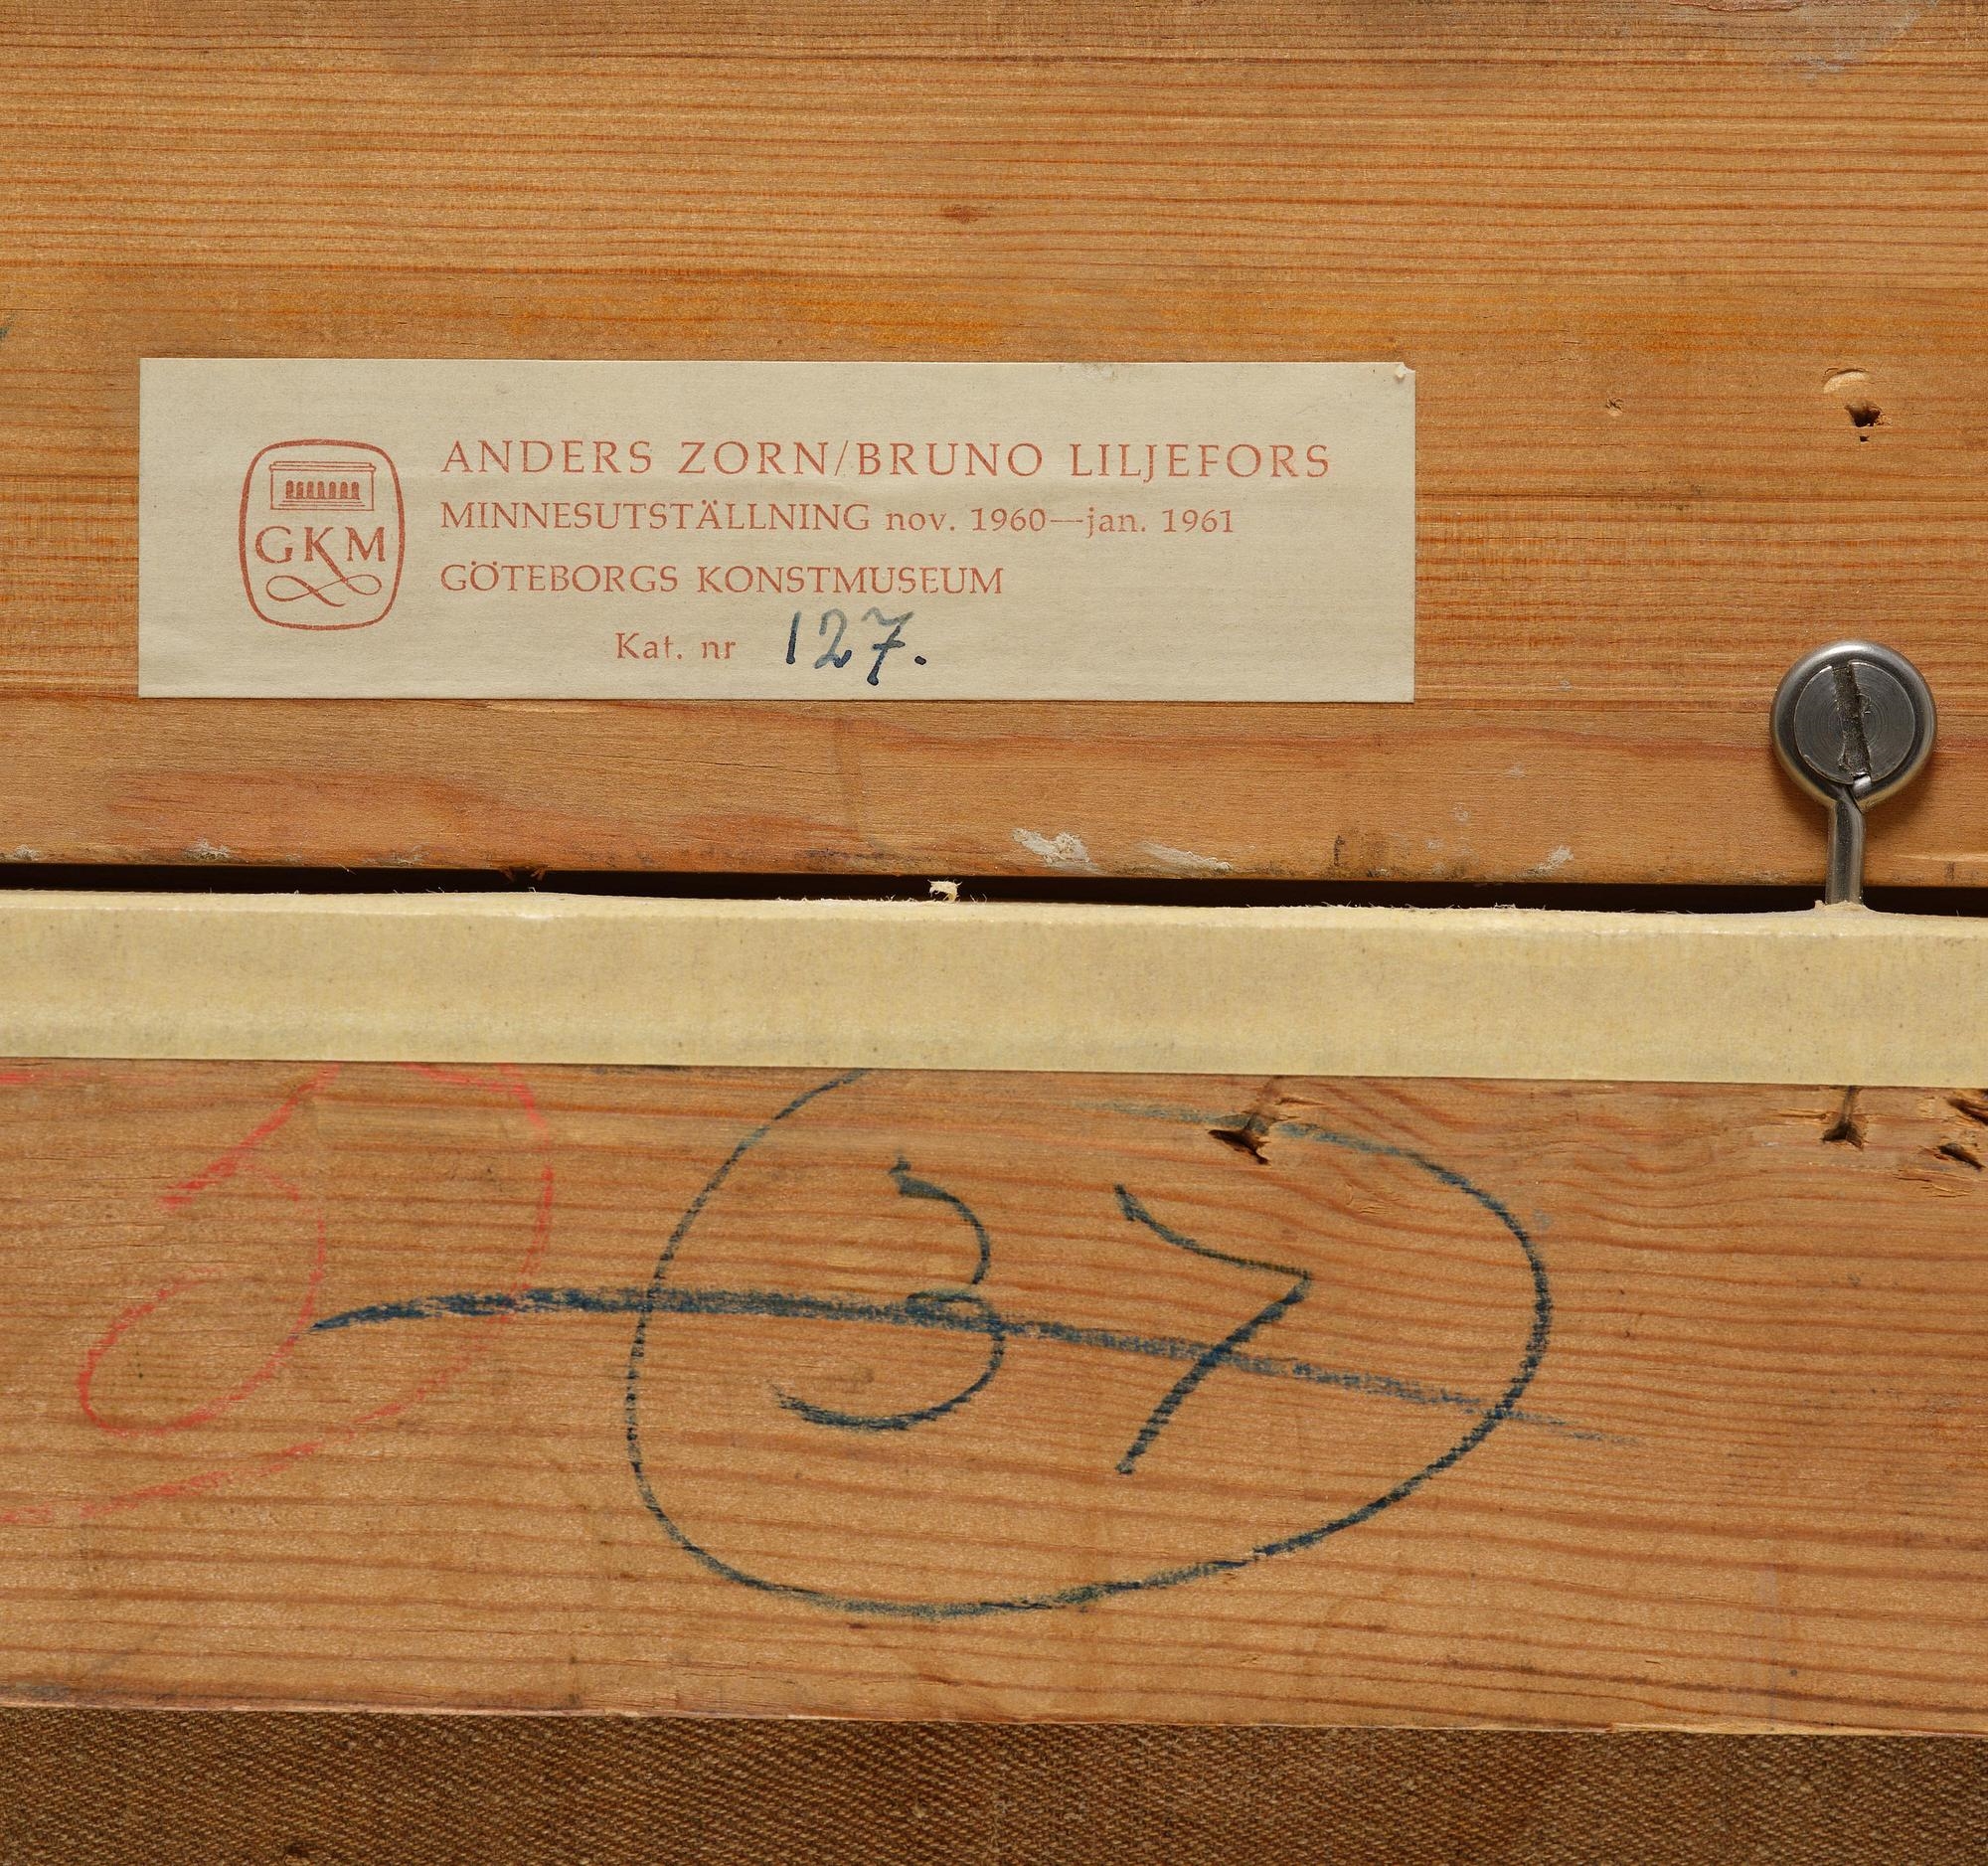 GKM
ANDERS ZORN/BRUNO LILJEFORS
MINNESUTSTÄLLNING nov. 1960—jan. 1961
GÖTEBORGS KONSTMUSEUM
Kat. nr 127.
37